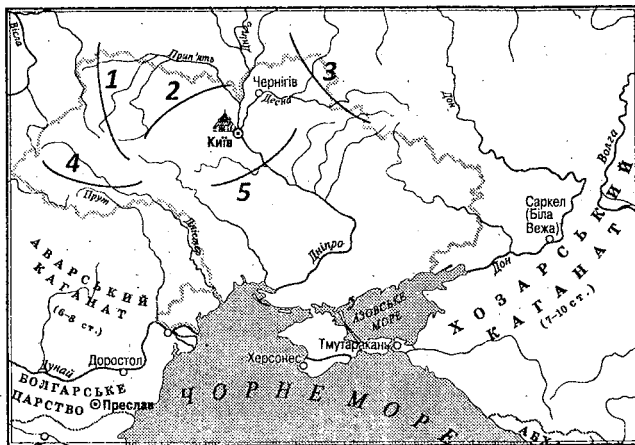 Вісла
Прип'ять
Дніпро
1
2
3
4
5
Чернігів
Десна
Київ
Дон
Волга
Прут
Дністер
Саркел
(Біла
Вежа)
Дніпро
Дон
АВАРСЬКИЙ
КАГАНАТ
(6-8 ст.)
ХОЗАРСЬКИЙ
КАГАНАТ
(7-10 ст.)
АЗОВСЬКЕ
МОРЕ
Тмутаракань
Херсонес
Дунай
Доростол
БОЛГАРСЬКЕ
ЦАРСТВО
Преслав
ЧОРНЕ МОРЕ
АБХ